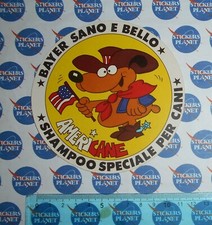 BAYER SANO E BELLO
AMERICANE
SHAMPOO SPECIALE PER CANI
STICKERS PLANET